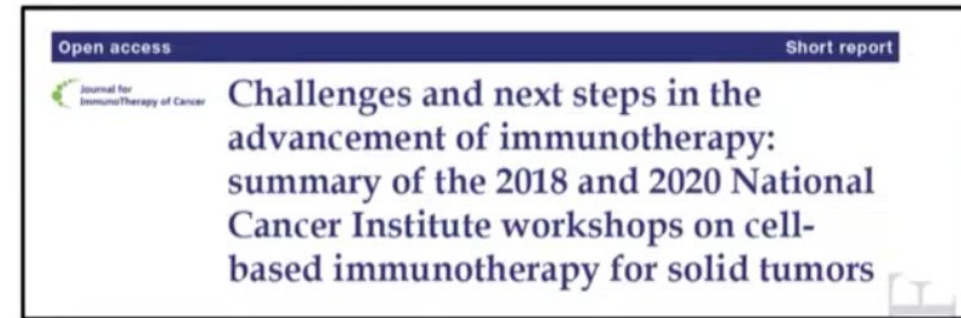 Open access
Short report
Journal for
ImmunoTherapy of Cancer
Challenges and next steps in the
advancement of immunotherapy:
summary of the 2018 and 2020 National
Cancer Institute workshops on cell-
based immunotherapy for solid tumors